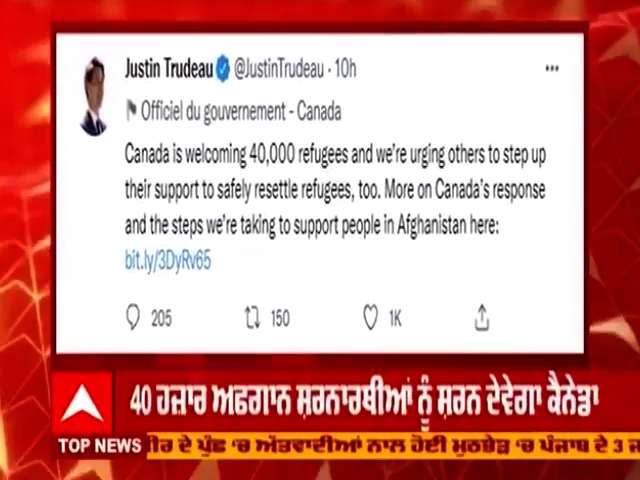 Justin Trudeau @JustinTrudeau · 10h
Officiel du gouvernement - Canada
Canada is welcoming 40,000 refugees and we're urging others to step up
their support to safely resettle refugees, too. More on Canada's response
and the steps we're taking to support people in Afghanistan here:
bit.ly/3DyRv65
205 150 1K
40 ਹਜ਼ਾਰ ਅਫਗਾਨ ਸ਼ਰਨਾਰਥੀਆਂ ਨੂੰ ਸ਼ਰਨ ਦੇਵੇਗਾ ਕੈਨੇਡਾ
TOP NEWS
ਦੇ ਪੁੰਛ 'ਚ ਅੱਤਵਾਦੀਆਂ ਨਾਲ ਹੋਈ ਮੁਠਭੇੜ 'ਚ ਪੰਜਾਬ ਦੇ 3